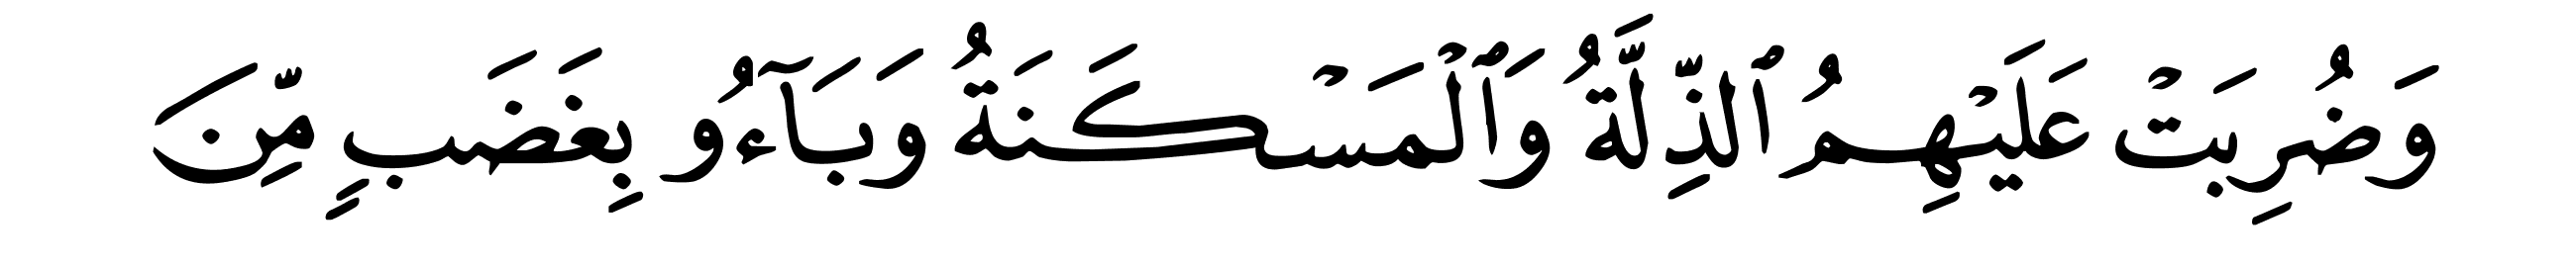 وَضُرِبَتْ عَلَيْهِمُ ٱلذِّلَّةُ وَٱلْمَسْكَنَةُ وَبَآءُو بِغَضَبٍ مِّنَ